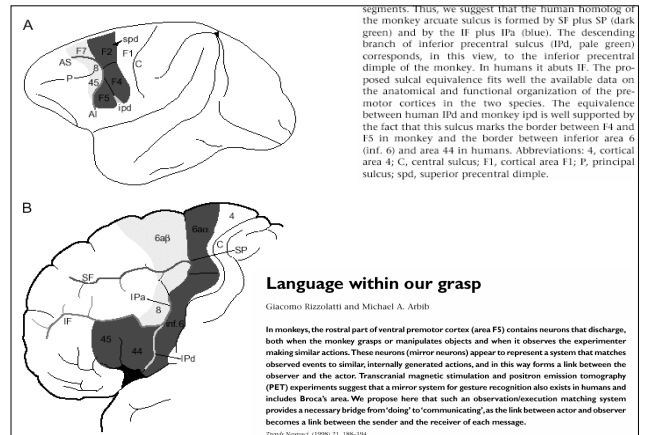 A
spd
F7
F2
F1
AS
8
C
P
F4
45
F5
AI
ipd
segments. Thus, we suggest that the human homolog of
the monkey arcuate sulcus is formed by SF plus SP (dark
green) and by the IF plus IPa (blue). The descending
branch of inferior precentral sulcus (IPd, pale green)
corresponds, in this view, to the inferior precentral
dimple of the monkey. In humans it abuts IF. The pro-
posed sulcal equivalence fits well the available data on
the anatomical and functional organization of the pre-
motor cortices in the two species. The equivalence
between human IPd and monkey ipd is well supported by
the fact that this sulcus marks the border between F4 and
F5 in monkey and the border between inferior area 6
(inf. 6) and area 44 in humans. Abbreviations: 4, cortical
area 4; C, central sulcus; F1, cortical area F1; P, principal
sulcus; spd, superior precentral dimple.
B
4
6aα
6aβ
C
SP
SF
IPa
8
IF
inf.6
45
44
IPd
Language within our grasp
Giacomo Rizzolatti and Michael A. Arbib
In monkeys, the rostral part of ventral premotor cortex (area F5) contains neurons that discharge,
both when the monkey grasps or manipulates objects and when it observes the experimenter
making similar actions. These neurons (mirror neurons) appear to represent a system that matches
observed events to similar, internally generated actions, and in this way forms a link between the
observer and the actor. Transcranial magnetic stimulation and positron emission tomography
(PET) experiments suggest that a mirror system for gesture recognition also exists in humans and
includes Broca's area. We propose here that such an observation/execution matching system
provides a necessary bridge from 'doing' to 'communicating', as the link between actor and observer
becomes a link between the sender and the receiver of each message.
Trends Neurosci. (1998) 21, 188–194